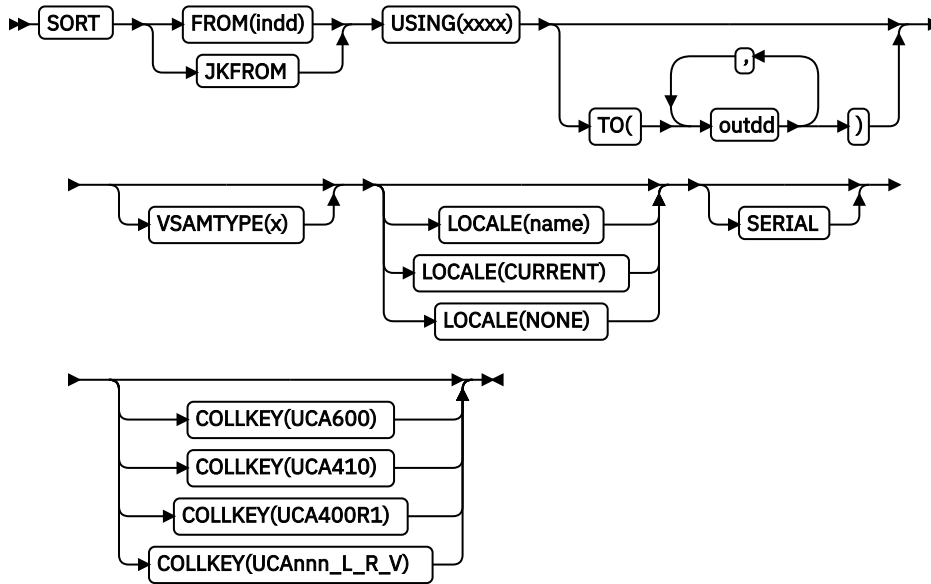 SORT FROM(indd) USING(xxxx)
JKFROM
,
TO( outdd )
VSAMTYPE(x) LOCALE(name) SERIAL
LOCALE(CURRENT)
LOCALE(NONE)
COLLKEY(UCA600)
COLLKEY(UCA410)
COLLKEY(UCA400R1)
COLLKEY(UCAnnn_L_R_V)